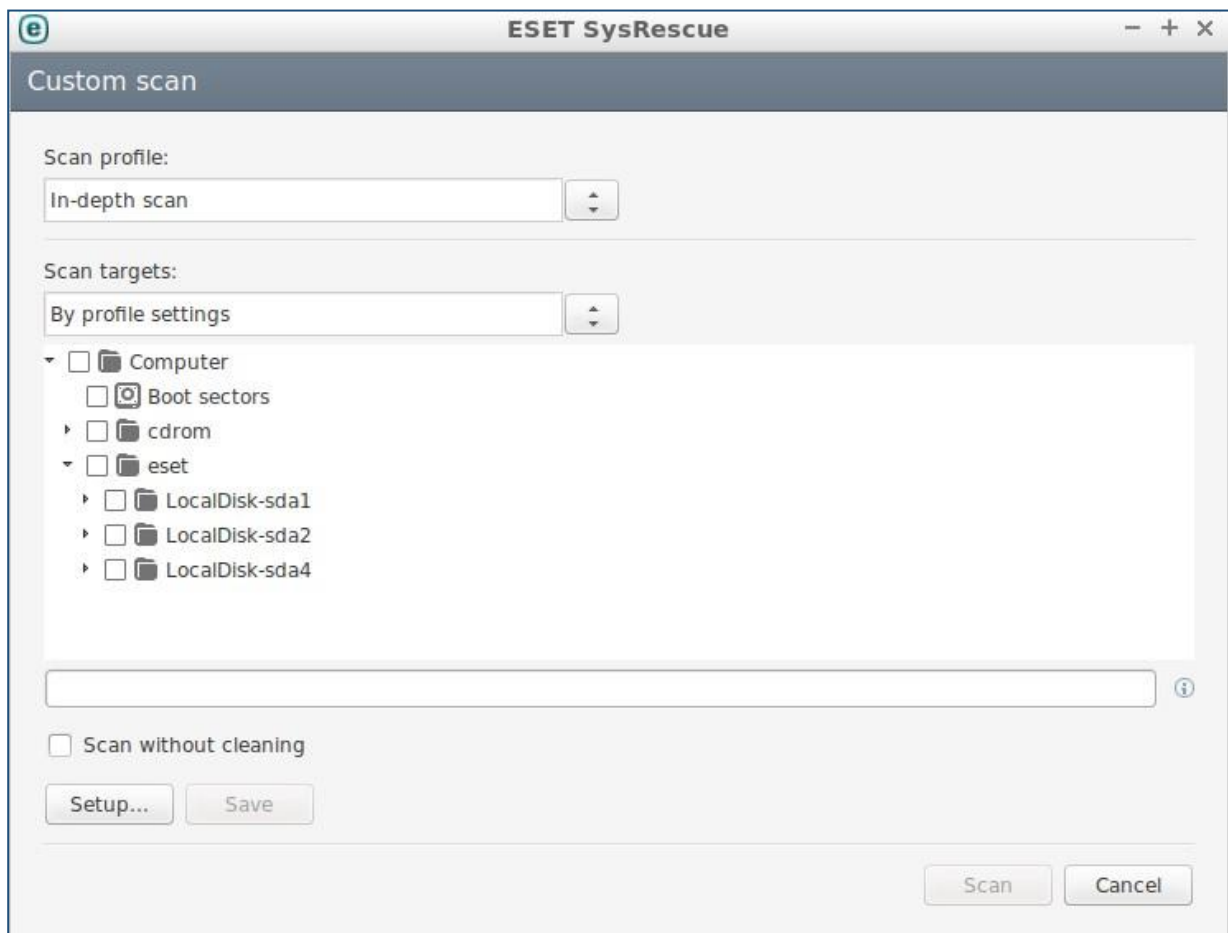 ESET SysRescue
Custom scan
Scan profile:
In-depth scan
Scan targets:
By profile settings
Computer
Boot sectors
cdrom
eset
LocalDisk-sda1
LocalDisk-sda2
LocalDisk-sda4
Scan without cleaning
Setup... Save
Scan Cancel